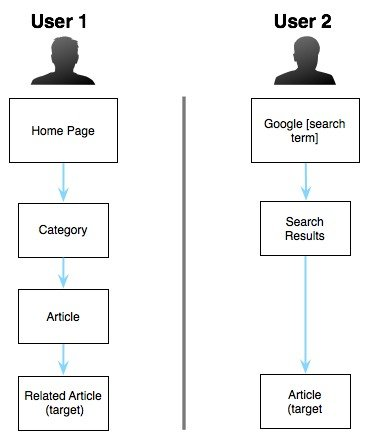 User 1
Home Page
Category
Article
Related Article
(target)
User 2
Google [search
term]
Search
Results
Article
(target